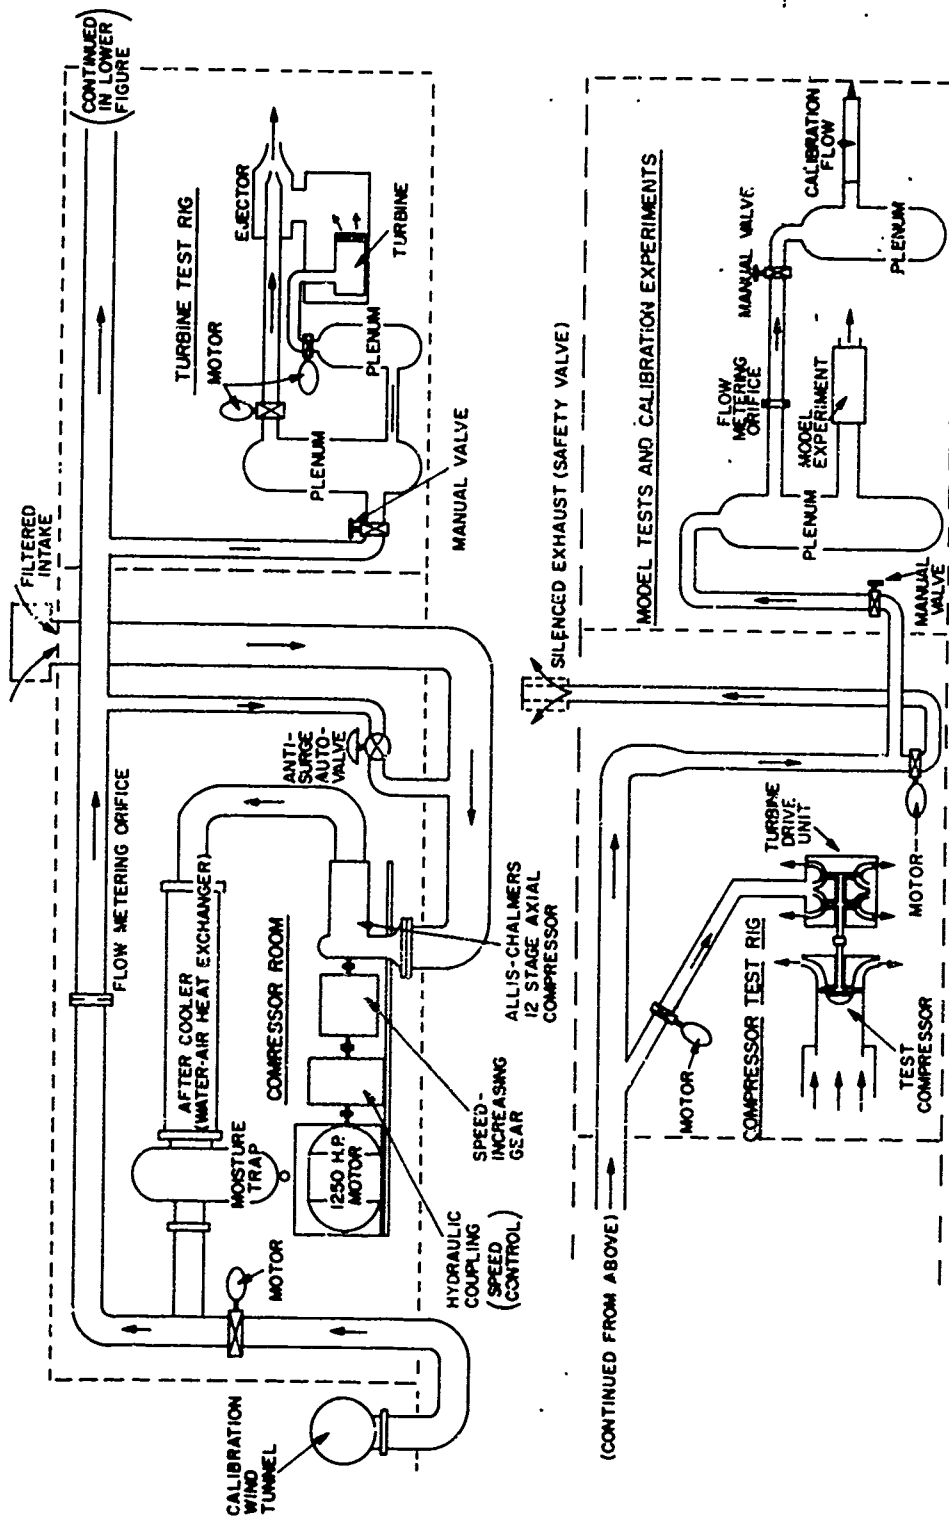 (CONTINUED
IN LOWER
FIGURE)
FILTERED
INTAKE
FLOW METERING ORIFICE
TURBINE TEST RIG
MOTOR
EJECTOR
TURBINE
PLENUM
PLENUM
MANUAL VALVE
ANTI-
SURGE
AUTO-
VALVE
AFTER COOLER
(WATER-AIR HEAT EXCHANGER)
MOISTURE
TRAP
COMRESSOR ROOM
1250 H.P.
MOTOR
MOTOR
CALIBRATION
WIND
TUNNEL
HYDRAULIC
COUPLING
(SPEED
CONTROL)
SPEED-
INCREASING
GEAR
ALLIS-CHALMERS
12 STAGE AXIAL
COMPRESSOR
SILENCED EXHAUST (SAFETY VALVE)
MODEL TESTS AND CALIBRATION EXPERIMENTS
MANUAL VALVE
CALIBRATION
FLOW
FLOW
METERING
ORIFICE
MODEL
EXPERIMENT
PLENUM
PLENUM
MANUAL
VALVE
TURBINE
DRIVE
UNIT
MOTOR
MOTOR
COMPRESSOR TEST RIG
TEST
COMPRESSOR
(CONTINUED FROM ABOVE)